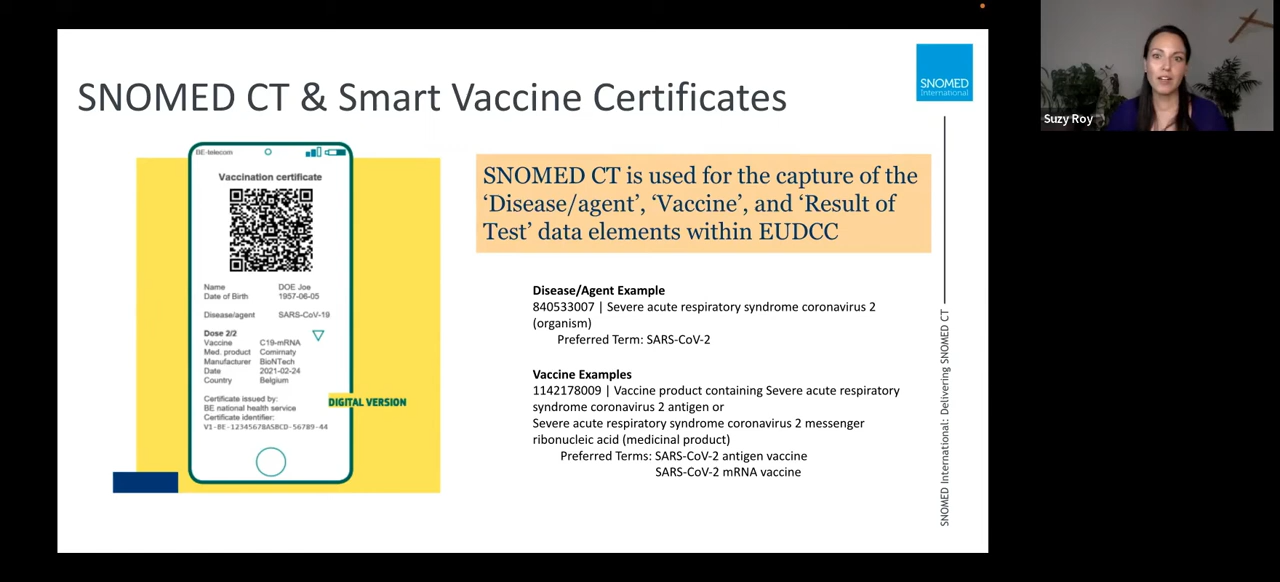 SNOMED CT & Smart Vaccine Certificates
SNOMED
International
Suzy Roy
BE-telecom
Vaccination certificate
Name DOE Joe
Date of Birth 1957-06-05
Disease/agent SARS-CoV-19
Dose 2/2
Vaccine C19-mRNA
Med. product Comirnaty
Manufacturer BioNTech
Date 2021-02-24
Country Belgium
Certificate issued by:
BE national health service
Certificate identifier:
V1-BE-12345678ASBCD-56789-44
DIGITAL VERSION
SNOMED CT is used for the capture of the
‘Disease/agent’, ‘Vaccine’, and ‘Result of
Test’ data elements within EUDCC
Disease/Agent Example
840533007 | Severe acute respiratory syndrome coronavirus 2
(organism)
Preferred Term: SARS-CoV-2
Vaccine Examples
1142178009 | Vaccine product containing Severe acute respiratory
syndrome coronavirus 2 antigen or
Severe acute respiratory syndrome coronavirus 2 messenger
ribonucleic acid (medicinal product)
Preferred Terms: SARS-CoV-2 antigen vaccine
SARS-CoV-2 mRNA vaccine
SNOMED International: Delivering SNOMED CT